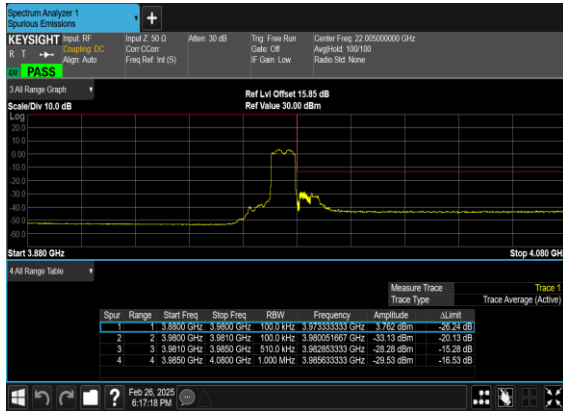 Spectrum Analyzer 1
Spurious Emissions
KEYSIGHT
R T
LU PASS
Input: RF
Coupling: DC
Align: Auto
Input Z: 50 Ω
Corr CCorr
Freq Ref: Int (S)
Atten: 30 dB
Trig: Free Run
Gate: Off
IF Gain: Low
Center Freq: 22.005000000 GHz
Avg|Hold: 100/100
Radio Std: None
3 All Range Graph
Scale/Div 10.0 dB
Ref Lvl Offset 15.85 dB
Ref Value 30.00 dBm
Log
20.0
10.0
0.00
-10.0
-20.0
-30.0
-40.0
-50.0
-60.0
Start 3.880 GHz
Stop 4.080 GHz
4 All Range Table
Measure Trace Trace 1
Trace Type Trace Average (Active)
Spur Range Start Freq Stop Freq RBW Frequency Amplitude ΔLimit
1 1 3.8800 GHz 3.9800 GHz 100.0 kHz 3.973333333 GHz 3.762 dBm -26.24 dB
2 2 3.9800 GHz 3.9810 GHz 100.0 kHz 3.980051667 GHz -33.13 dBm -20.13 dB
3 3 3.9810 GHz 3.9850 GHz 510.0 kHz 3.982853333 GHz -28.28 dBm -15.28 dB
4 4 3.9850 GHz 4.0800 GHz 1.000 MHz 3.985633333 GHz -29.53 dBm -16.53 dB
?
Feb 26, 2025
6:17:18 PM